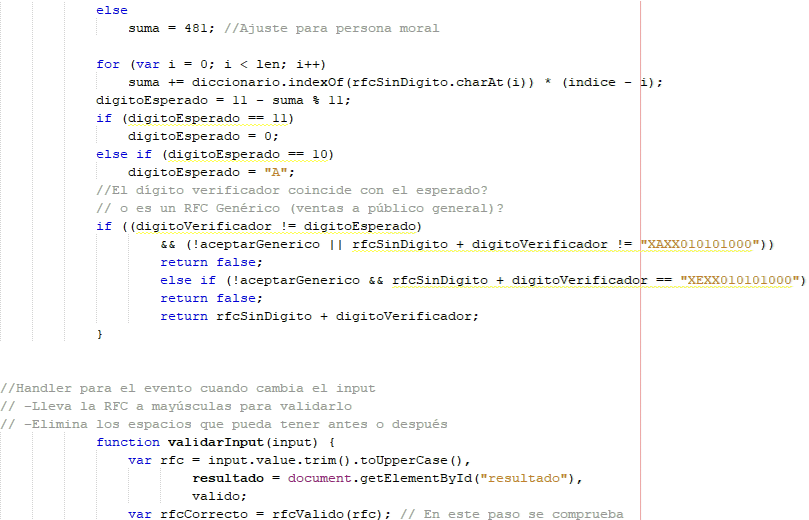 else
suma = 481; //Ajuste para persona moral
for (var i = 0; i < len; i++)
suma += diccionario.indexOf(rfcSinDigito.charAt(i)) * (indice - i);
digitoEsperado = 11 - suma % 11;
if (digitoEsperado == 11)
digitoEsperado = 0;
else if (digitoEsperado == 10)
digitoEsperado = "A";
//El dígito verificador coincide con el esperado?
// o es un RFC Genérico (ventas a público general)?
if ((digitoVerificador != digitoEsperado)
&& (!aceptarGenerico || rfcSinDigito + digitoVerificador != "XAXX010101000"))
return false;
else if (!aceptarGenerico && rfcSinDigito + digitoVerificador == "XEXX010101000")
return false;
return rfcSinDigito + digitoVerificador;
}
//Handler para el evento cuando cambia el input
// -Lleva la RFC a mayúsculas para validarlo
// -Elimina los espacios que pueda tener antes o después
function validarInput(input) {
var rfc = input.value.trim().toUpperCase(),
resultado = document.getElementById("resultado"),
valido;
var rfcCorrecto = rfcValido(rfc); // En este paso se comprueba